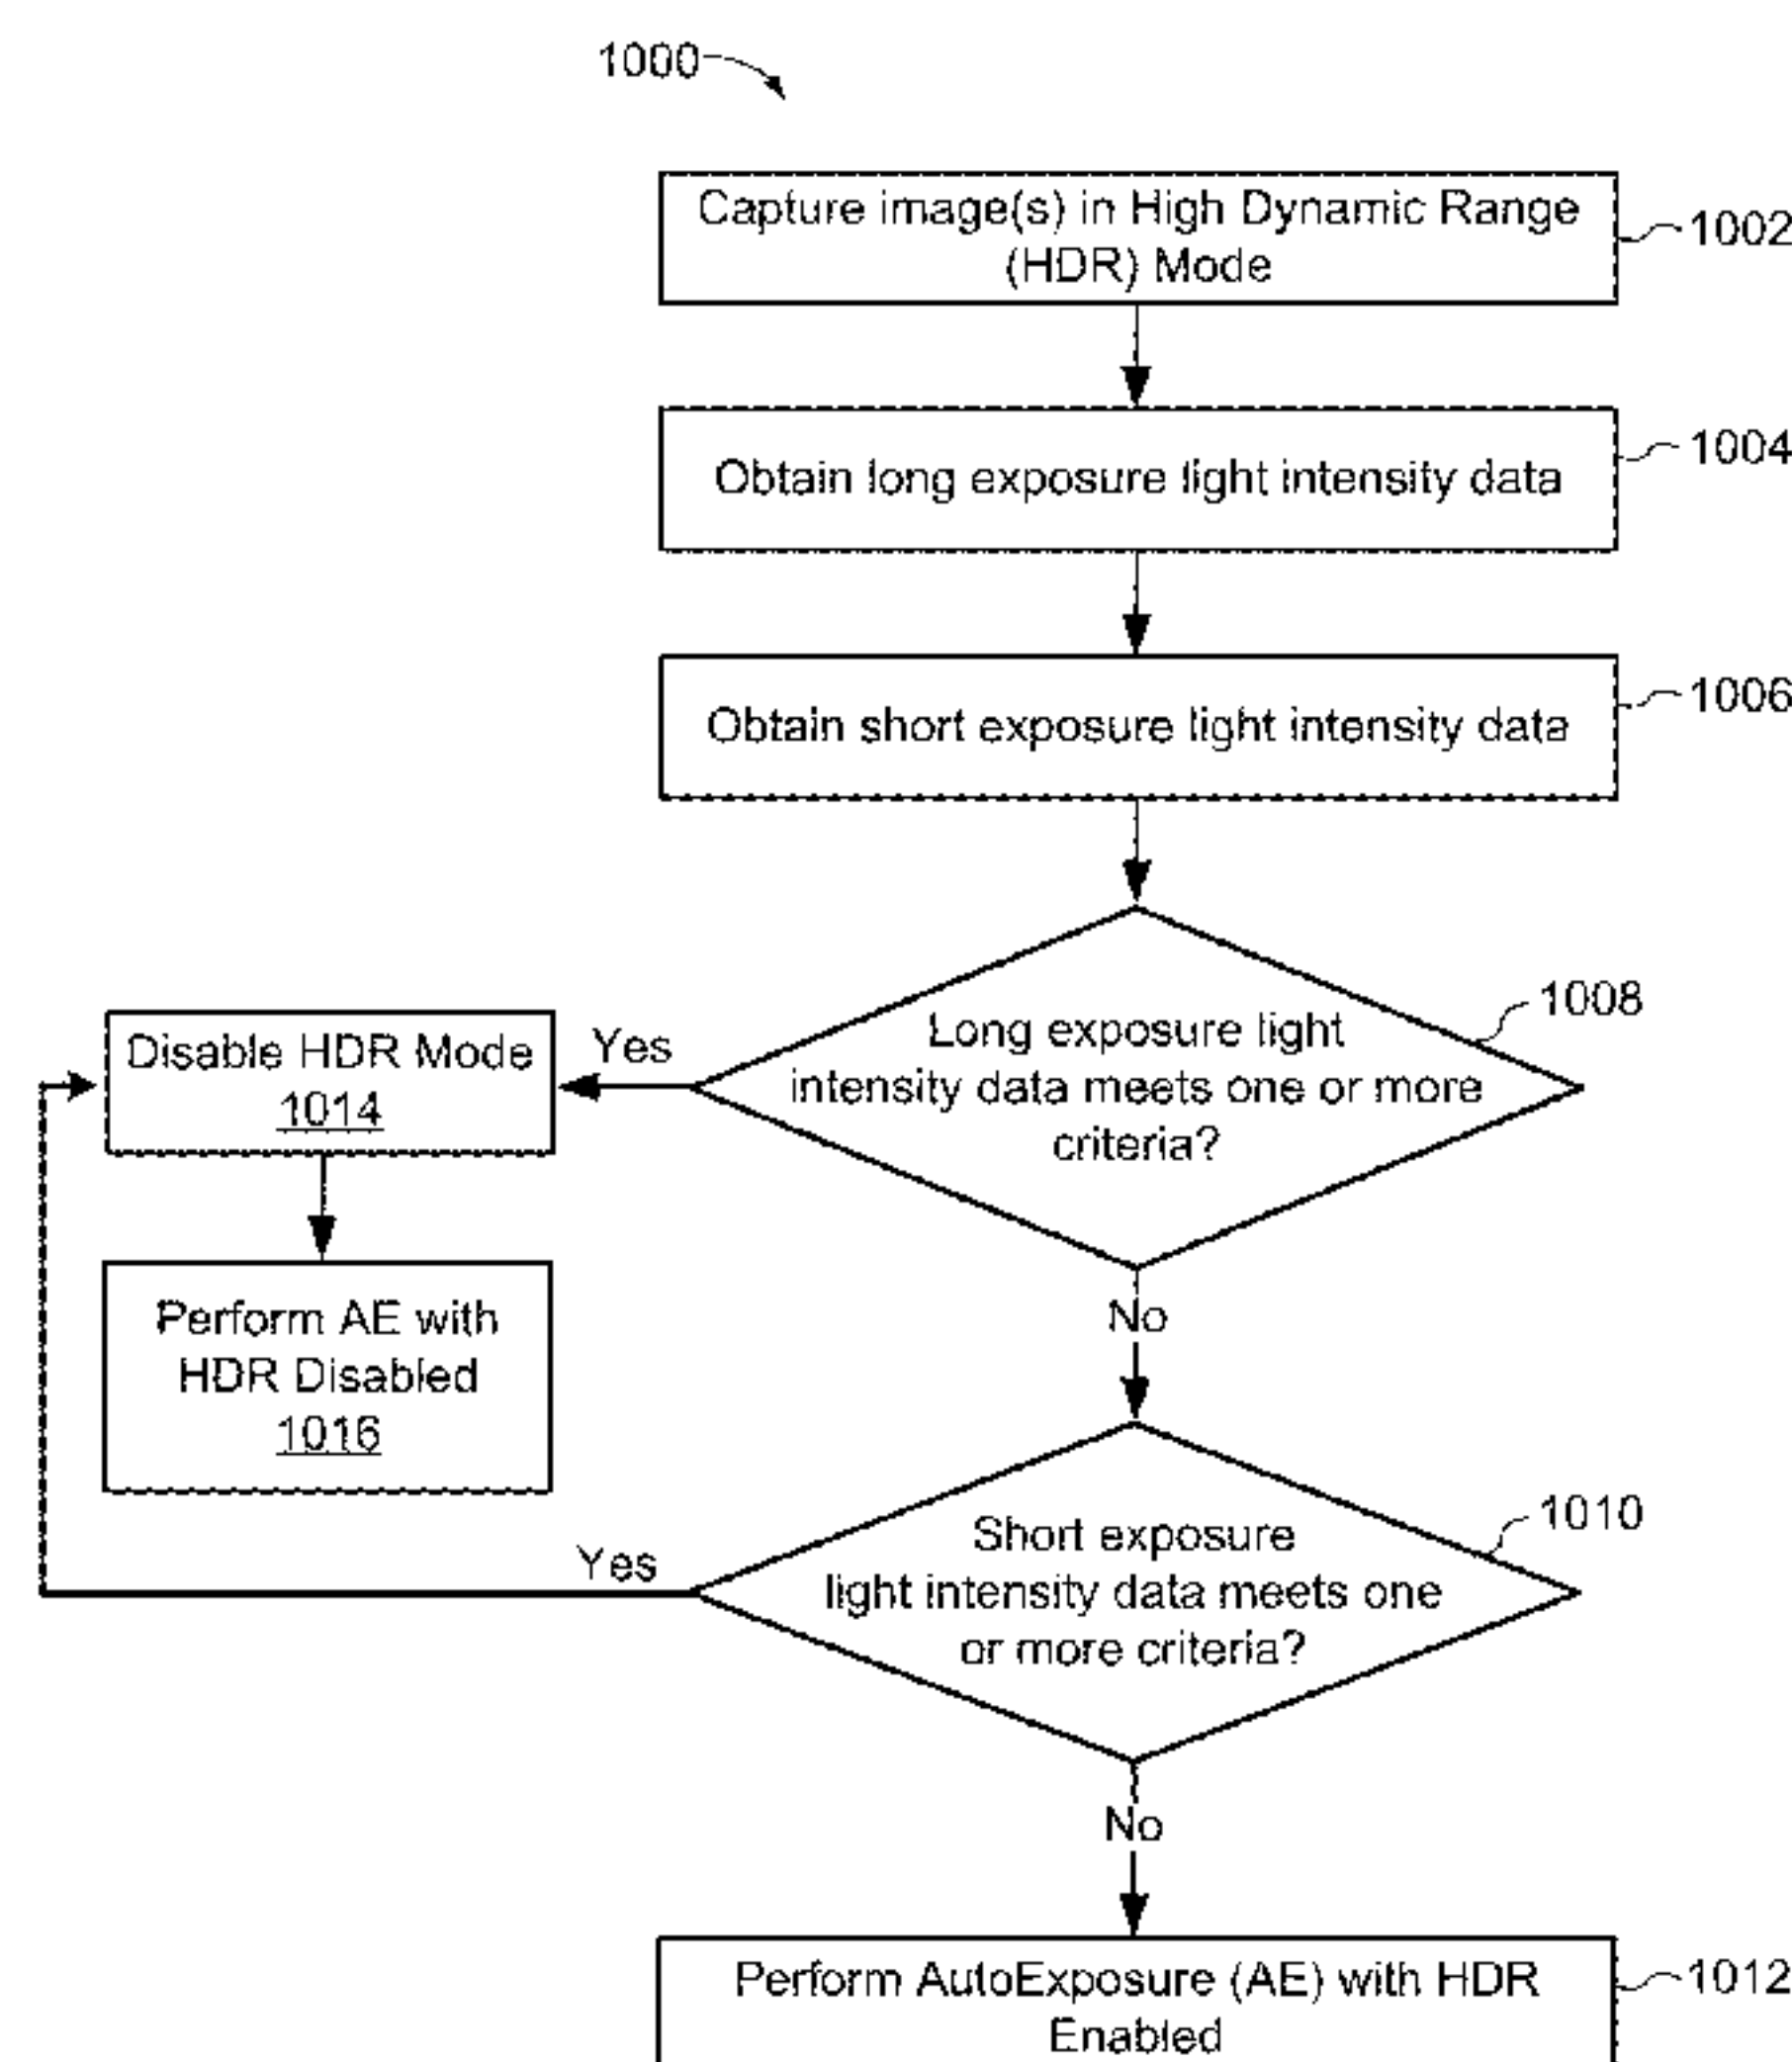 1000
Capture image(s) in High Dynamic Range
(HDR) Mode
1002
Obtain long exposure light intensity data
1004
Obtain short exposure light intensity data
1006
Long exposure light
intensity data meets one or more
criteria?
1008
Yes
Disable HDR Mode
1014
Perform AE with
HDR Disabled
1016
No
Short exposure
light intensity data meets one
or more criteria?
1010
Yes
No
Perform AutoExposure (AE) with HDR
Enabled
1012